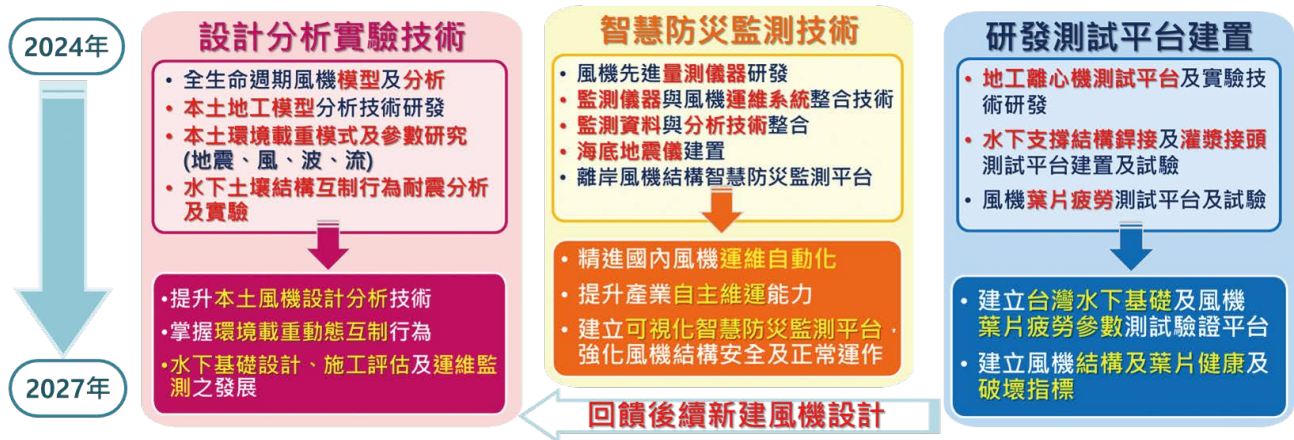 2024年
2027年
設計分析實驗技術
• 全生命週期風機模型及分析
• 本土地工模型分析技術研發
• 本土環境載重模式及參數研究
(地震、風、波、流)
• 水下土壤結構互制行為耐震分析
及實驗
•提升本土風機設計分析技術
•掌握環境載重動態互制行為
•水下基礎設計、施工評估及運維監
測之發展
智慧防災監測技術
• 風機先進量測儀器研發
• 監測儀器與風機運維系統整合技術
• 監測資料與分析技術整合
• 海底地震儀建置
• 離岸風機結構智慧防災監測平台
• 精進國內風機運維自動化
• 提升產業自主維運能力
• 建立可視化智慧防災監測平台，
強化風機結構安全及正常運作
研發測試平台建置
• 地工離心機測試平台及實驗技
術研發
• 水下支撐結構銲接及灌漿接頭
測試平台建置及試驗
• 風機葉片疲勞測試平台及試驗
• 建立台灣水下基礎及風機
葉片疲勞參數測試驗證平台
• 建立風機結構及葉片健康及
破壞指標
回饋後續新建風機設計